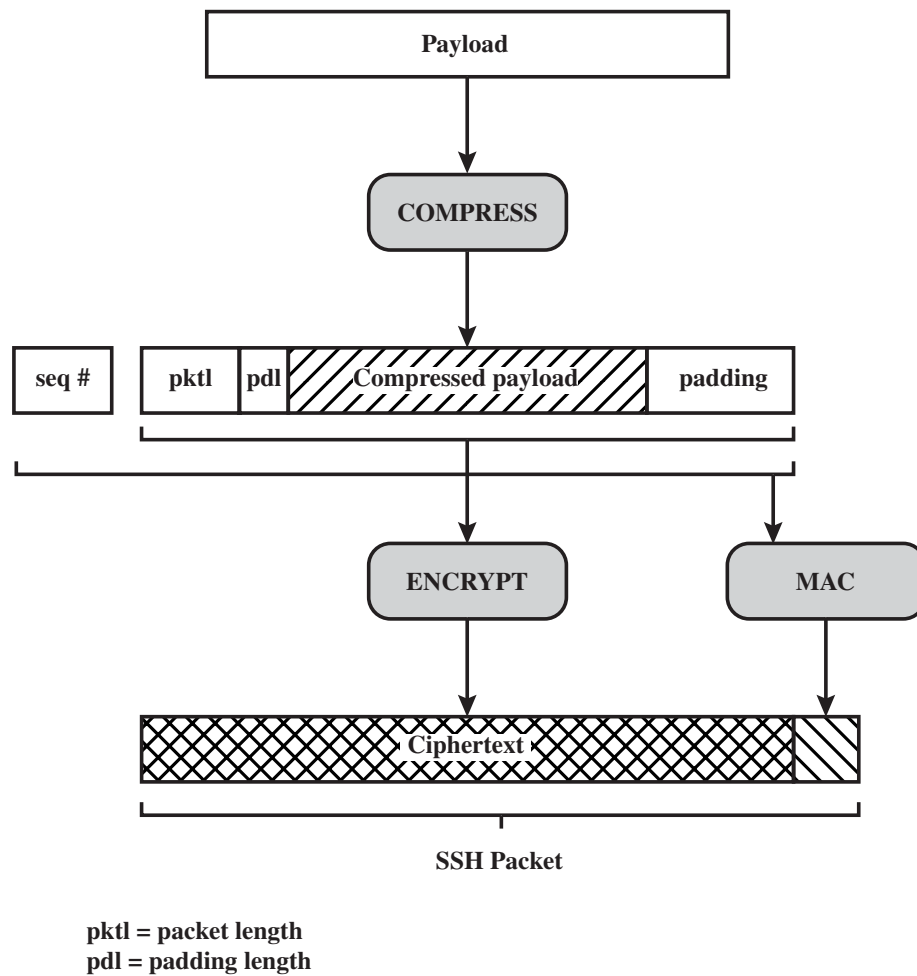 Payload
COMPRESS
seq #
pktl
pdl
Compressed payload
padding
ENCRYPT
MAC
Ciphertext
SSH Packet
pktl = packet length
pdl = padding length